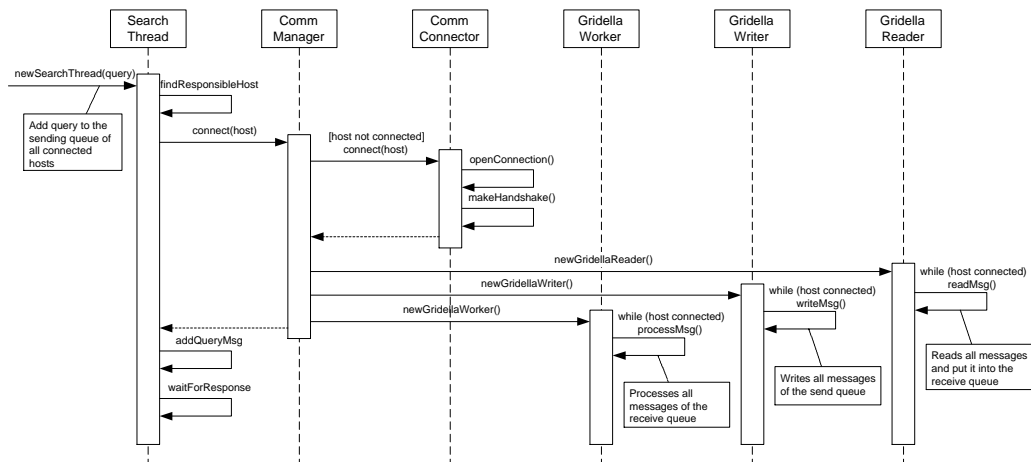 Search
Thread
Comm
Manager
Comm
Connector
Gridella
Worker
Gridella
Writer
Gridella
Reader
newSearchThread(query)
findResponsibleHost
Add query to the
sending queue of
all connected
hosts
connect(host)
[host not connected]
connect(host)
openConnection()
makeHandshake()
newGridellaReader()
while (host connected)
readMsg()
newGridellaWriter()
while (host connected)
writeMsg()
newGridellaWorker()
while (host connected)
processMsg()
addQueryMsg
waitForResponse
Processes all
messages of the
receive queue
Writes all messages
of the send queue
Reads all messages
and put it into the
receive queue